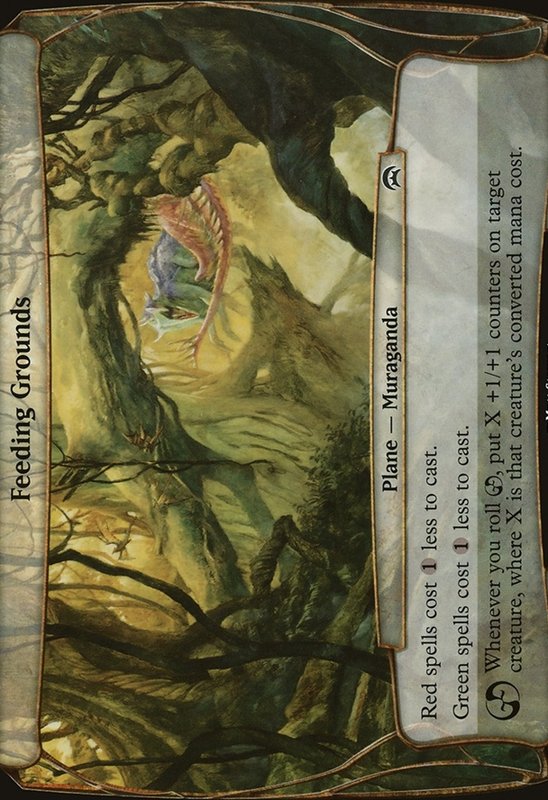 Feeding Grounds
Plane — Muraganda
Red spells cost 1 less to cast.
Green spells cost 1 less to cast.
Whenever you roll , put X +1/+1 counters on target
creature, where X is that creature's converted mana cost.